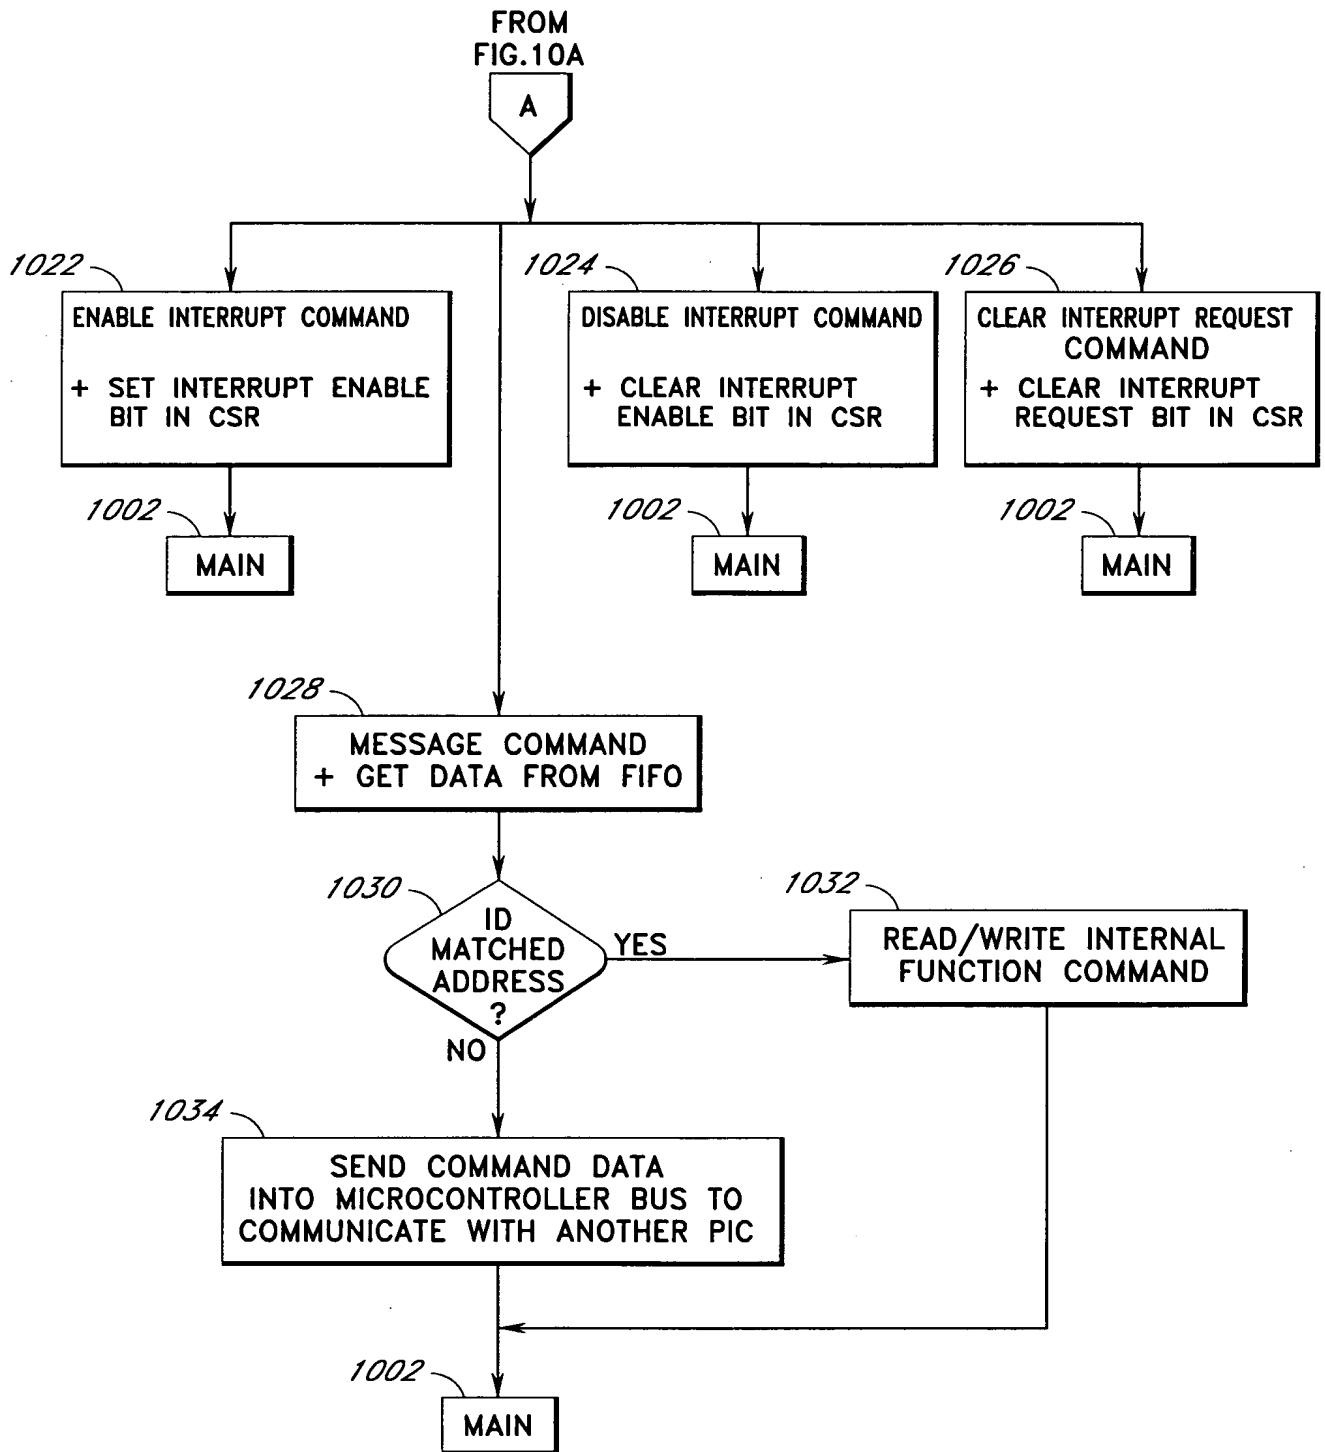 FROM
FIG.10A
A
1022
ENABLE INTERRUPT COMMAND
+ SET INTERRUPT ENABLE
BIT IN CSR
1002
MAIN
1024
DISABLE INTERRUPT COMMAND
+ CLEAR INTERRUPT
ENABLE BIT IN CSR
1002
MAIN
1026
CLEAR INTERRUPT REQUEST
COMMAND
+ CLEAR INTERRUPT
REQUEST BIT IN CSR
1002
MAIN
1028
MESSAGE COMMAND
+ GET DATA FROM FIFO
1030
ID
MATCHED
ADDRESS
?
YES
1032
READ/WRITE INTERNAL
FUNCTION COMMAND
NO
1034
SEND COMMAND DATA
INTO MICROCONTROLLER BUS TO
COMMUNICATE WITH ANOTHER PIC
1002
MAIN